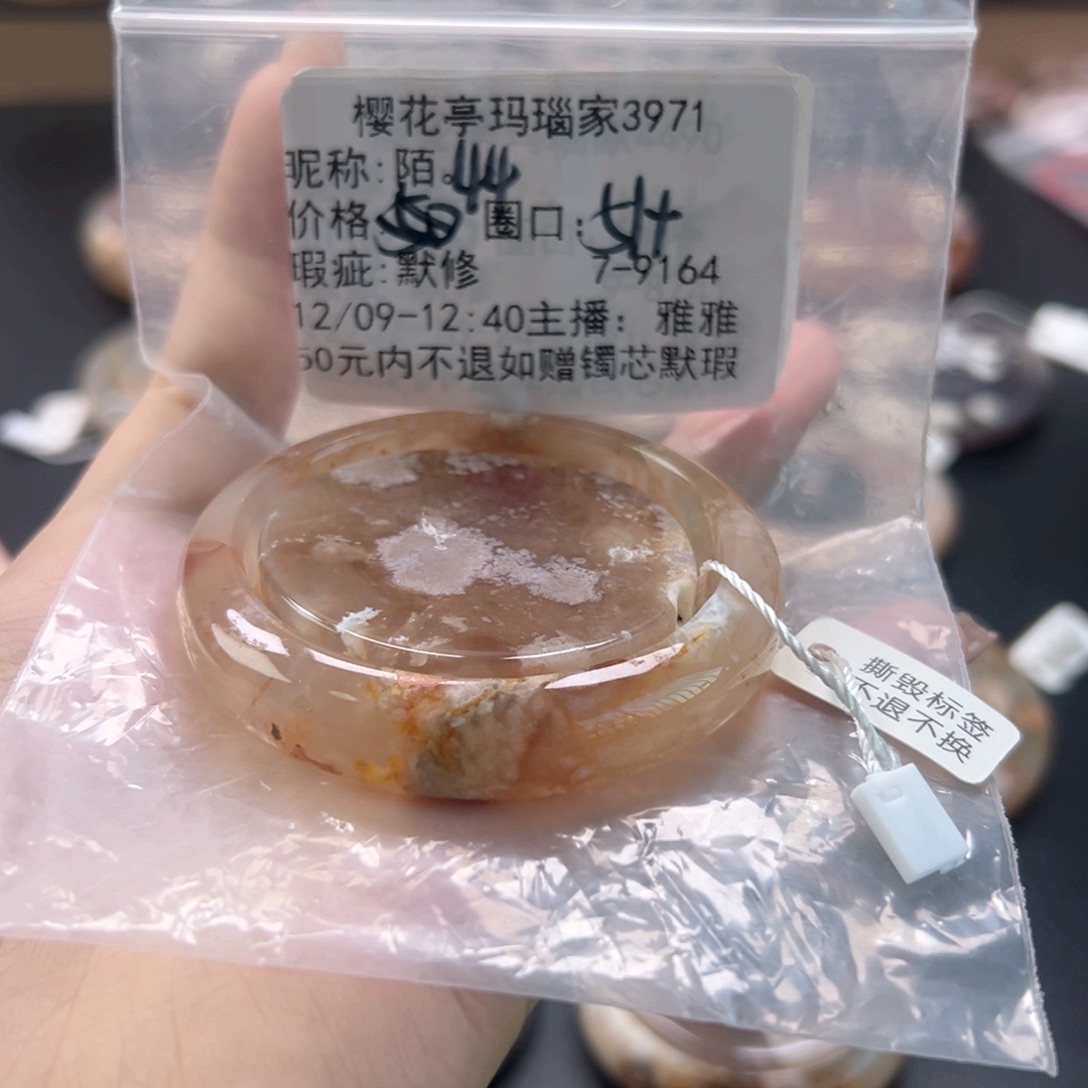 樱花亭玛瑙家3971
昵称:陌。44
价格: 圈口:54
瑕疵:默修 7-9164
12/09-12:40主播: 雅雅
50元内不退如赠镯芯默瑕
撕毁标签
不退不换